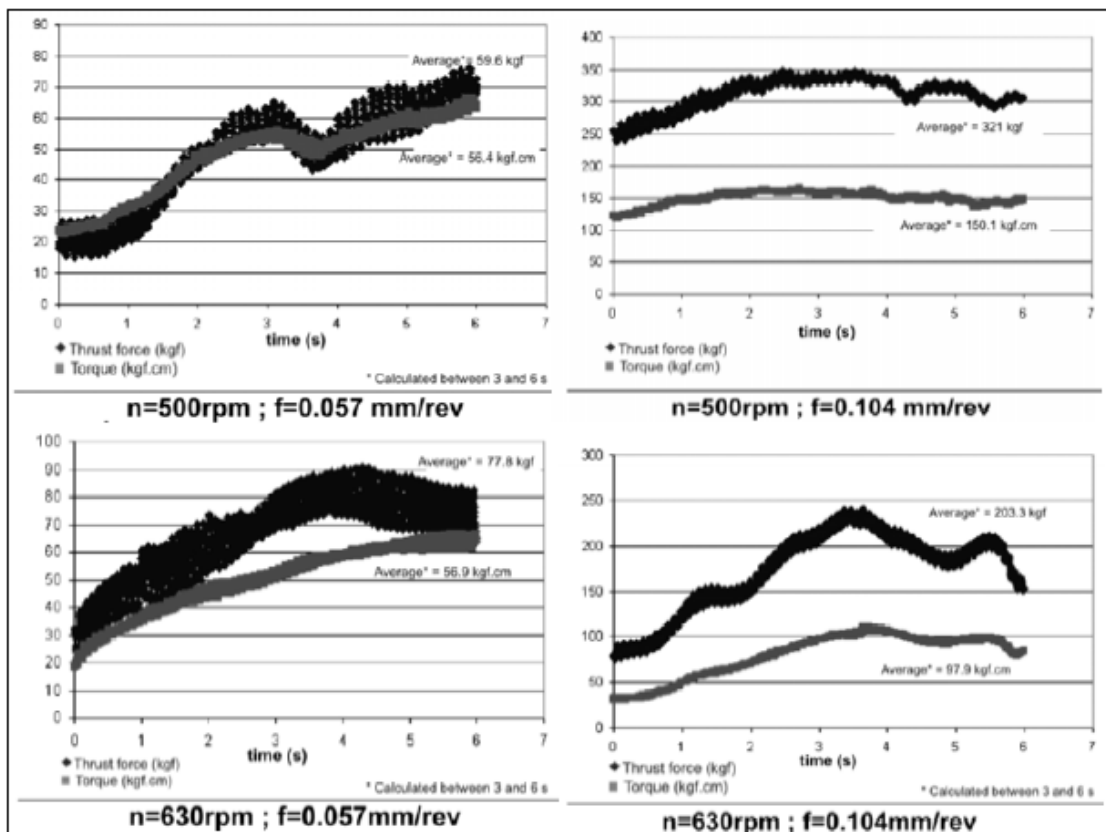 90
80
70
60
50
40
30
20
10
0
Average*= 59.6 kgf
Average* = 56.4 kgf.cm
0 1 2 3 4 5 6 7
time (s)
Thrust force (kgf)
Torque (kgf.cm)
* Calculated between 3 and 6 s
n=500rpm ; f=0.057 mm/rev
400
350
300
250
200
150
100
50
0
Average* = 321 kgf
Average* = 150.1 kgf.cm
0 1 2 3 4 5 6 7
time (s)
Thrust force (kgf)
Torque (kgf.cm)
n=500rpm ; f=0.104 mm/rev
100
90
80
70
60
50
40
30
20
10
0
Average* = 77.8 kgf
Average* = 56.9 kgf.cm
0 1 2 3 4 5 6 7
time (s)
Thrust force (kgf)
Torque (kgf.cm)
* Calculated between 3 and 6 s
n=630rpm ; f=0.057mm/rev
300
250
200
150
100
50
0
Average* = 203.3 kgf
Average* = 97.9 kgf.cm
0 1 2 3 4 5 6 7
time (s)
Thrust force (kgf)
Torque (kgf.cm)
* Calculated between 3 and 6 s
n=630rpm ; f=0.104mm/rev